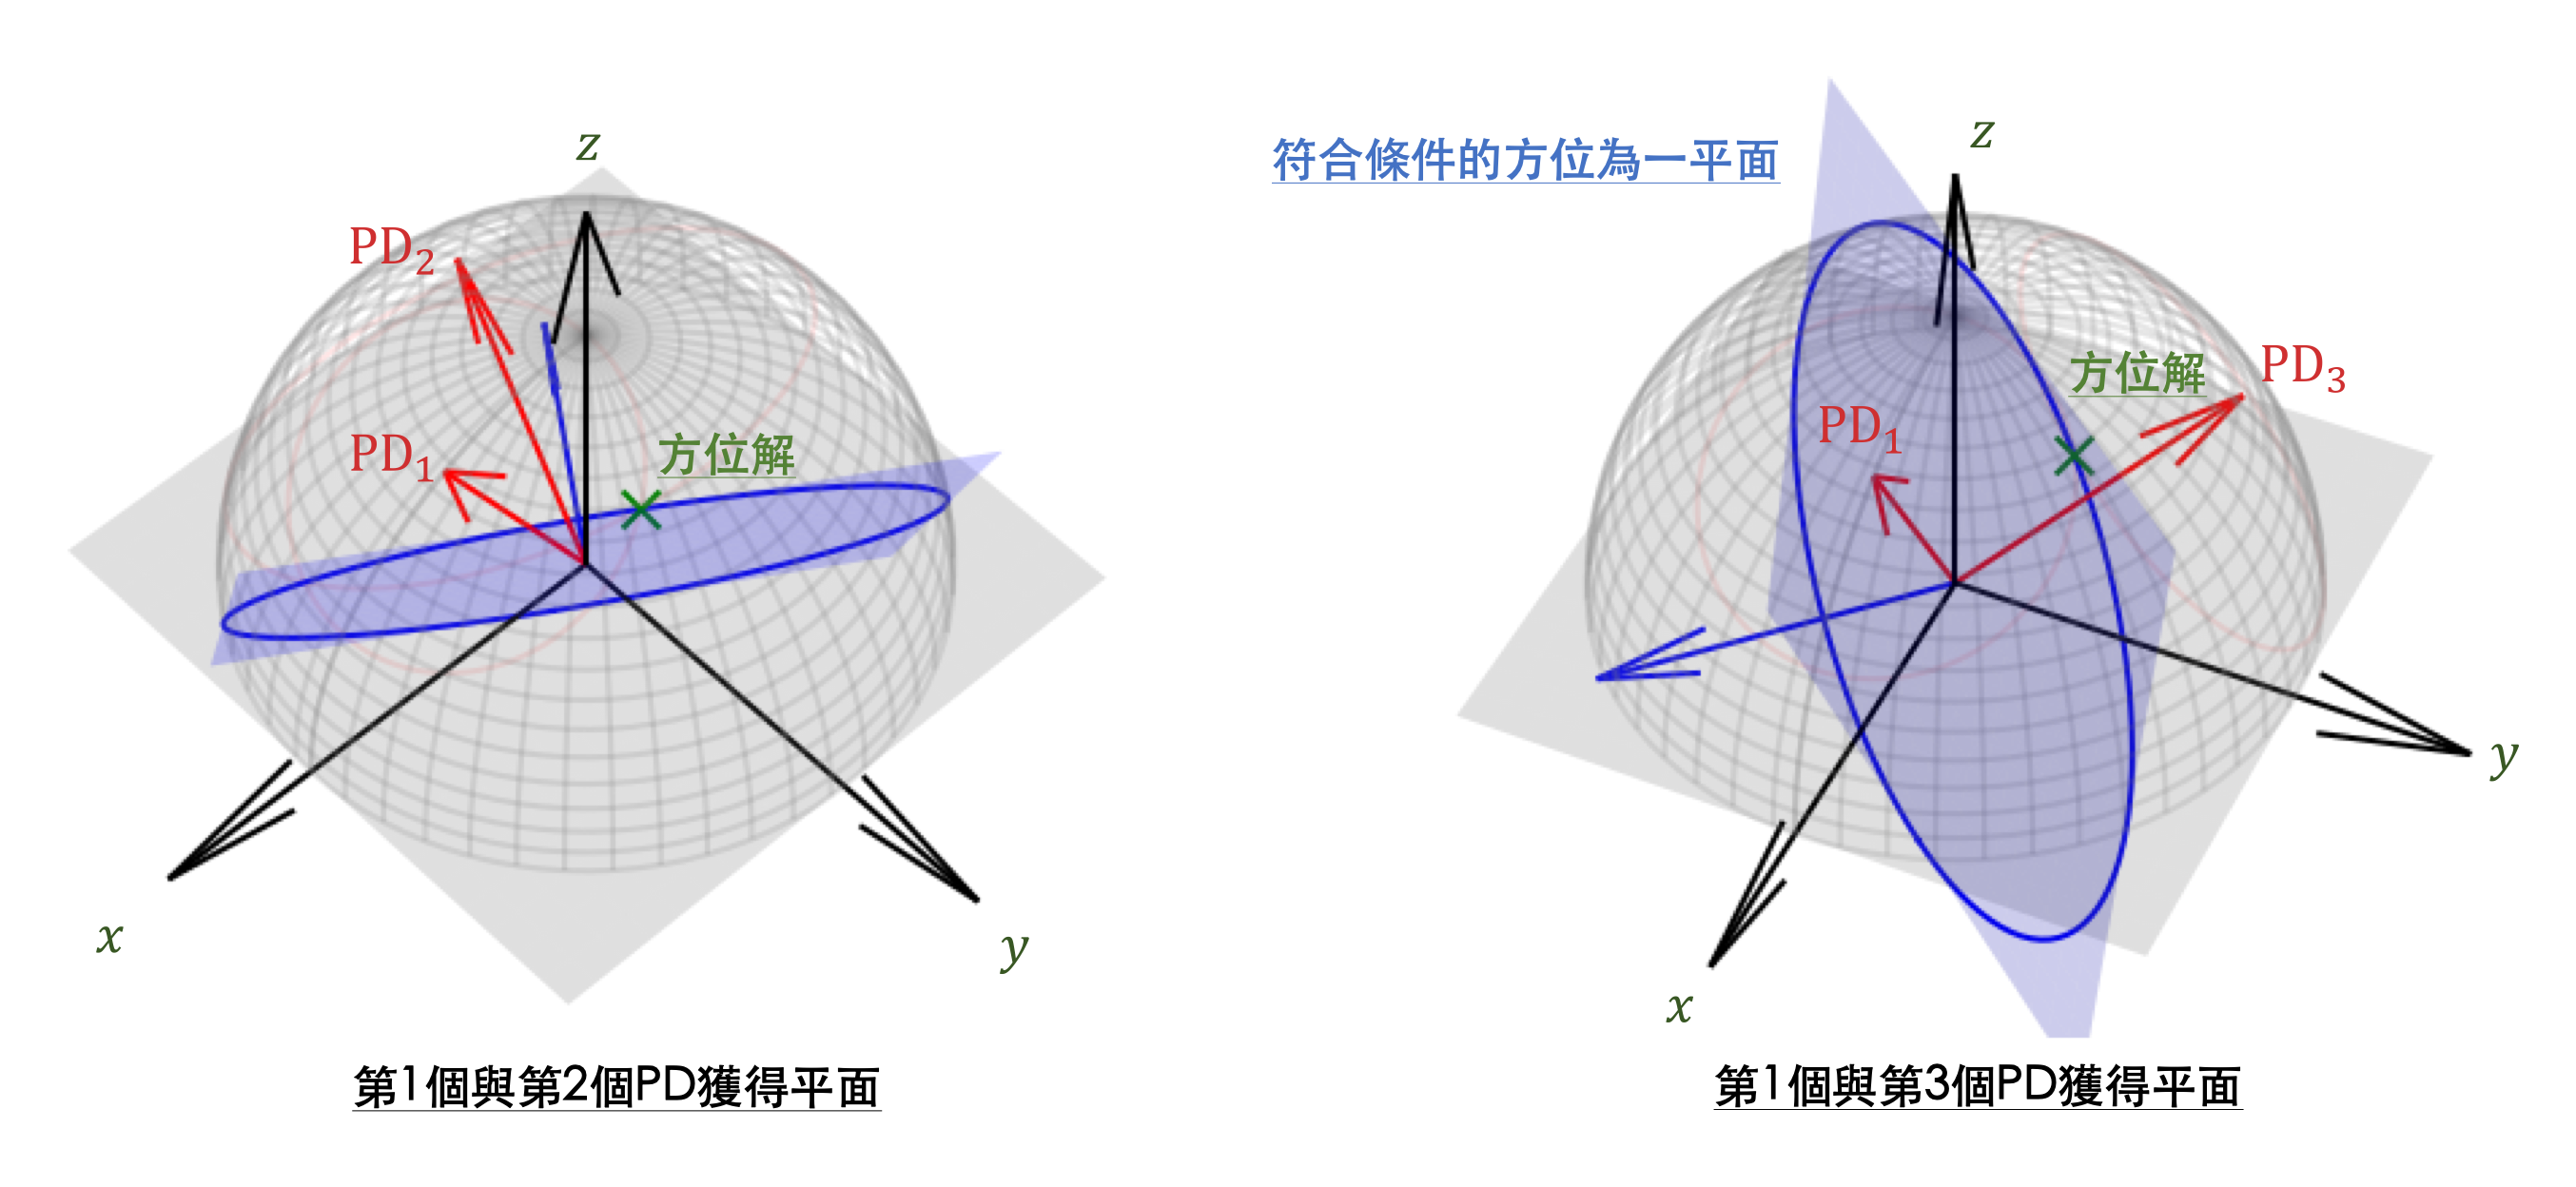 z
PD₂
PD₁
方位解
x
y
第1個與第2個PD獲得平面
符合條件的方位為一平面
z
方位解
PD₃
PD₁
y
x
第1個與第3個PD獲得平面